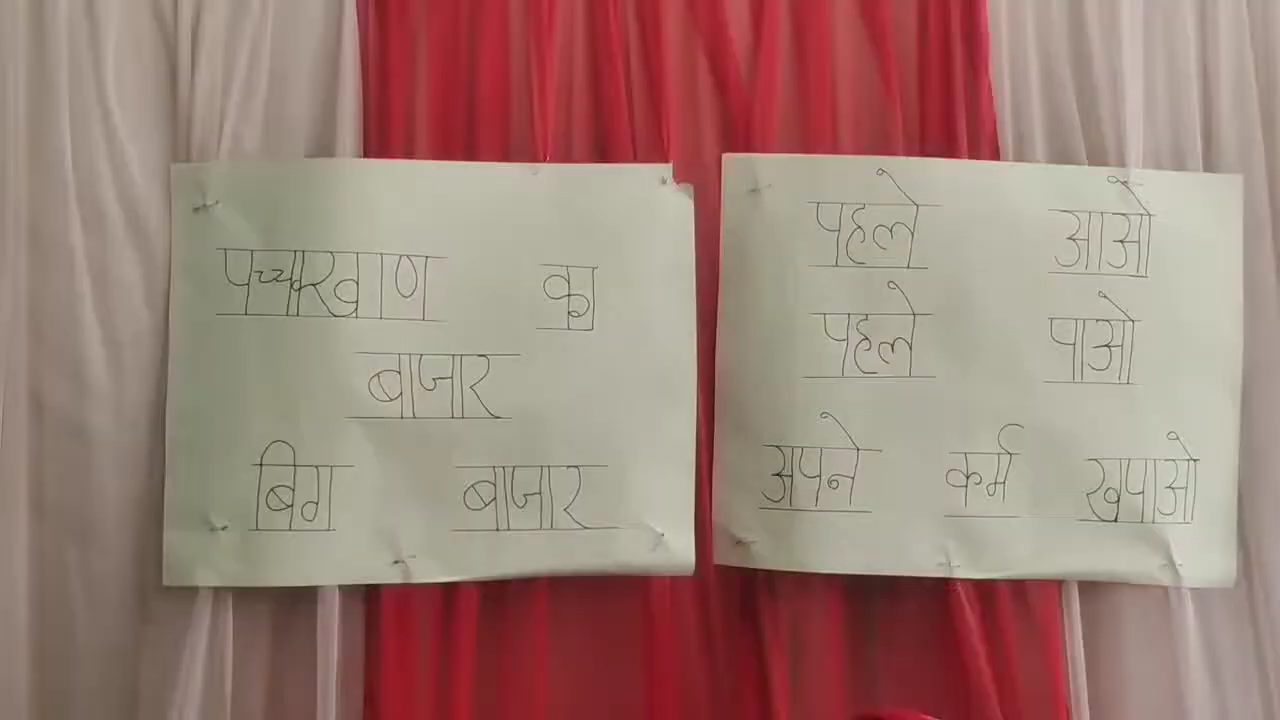 पच्चखाण का
बाजार
बिग बाजार
पहले आओ
पहले पाओ
अपने कर्म खपाओ